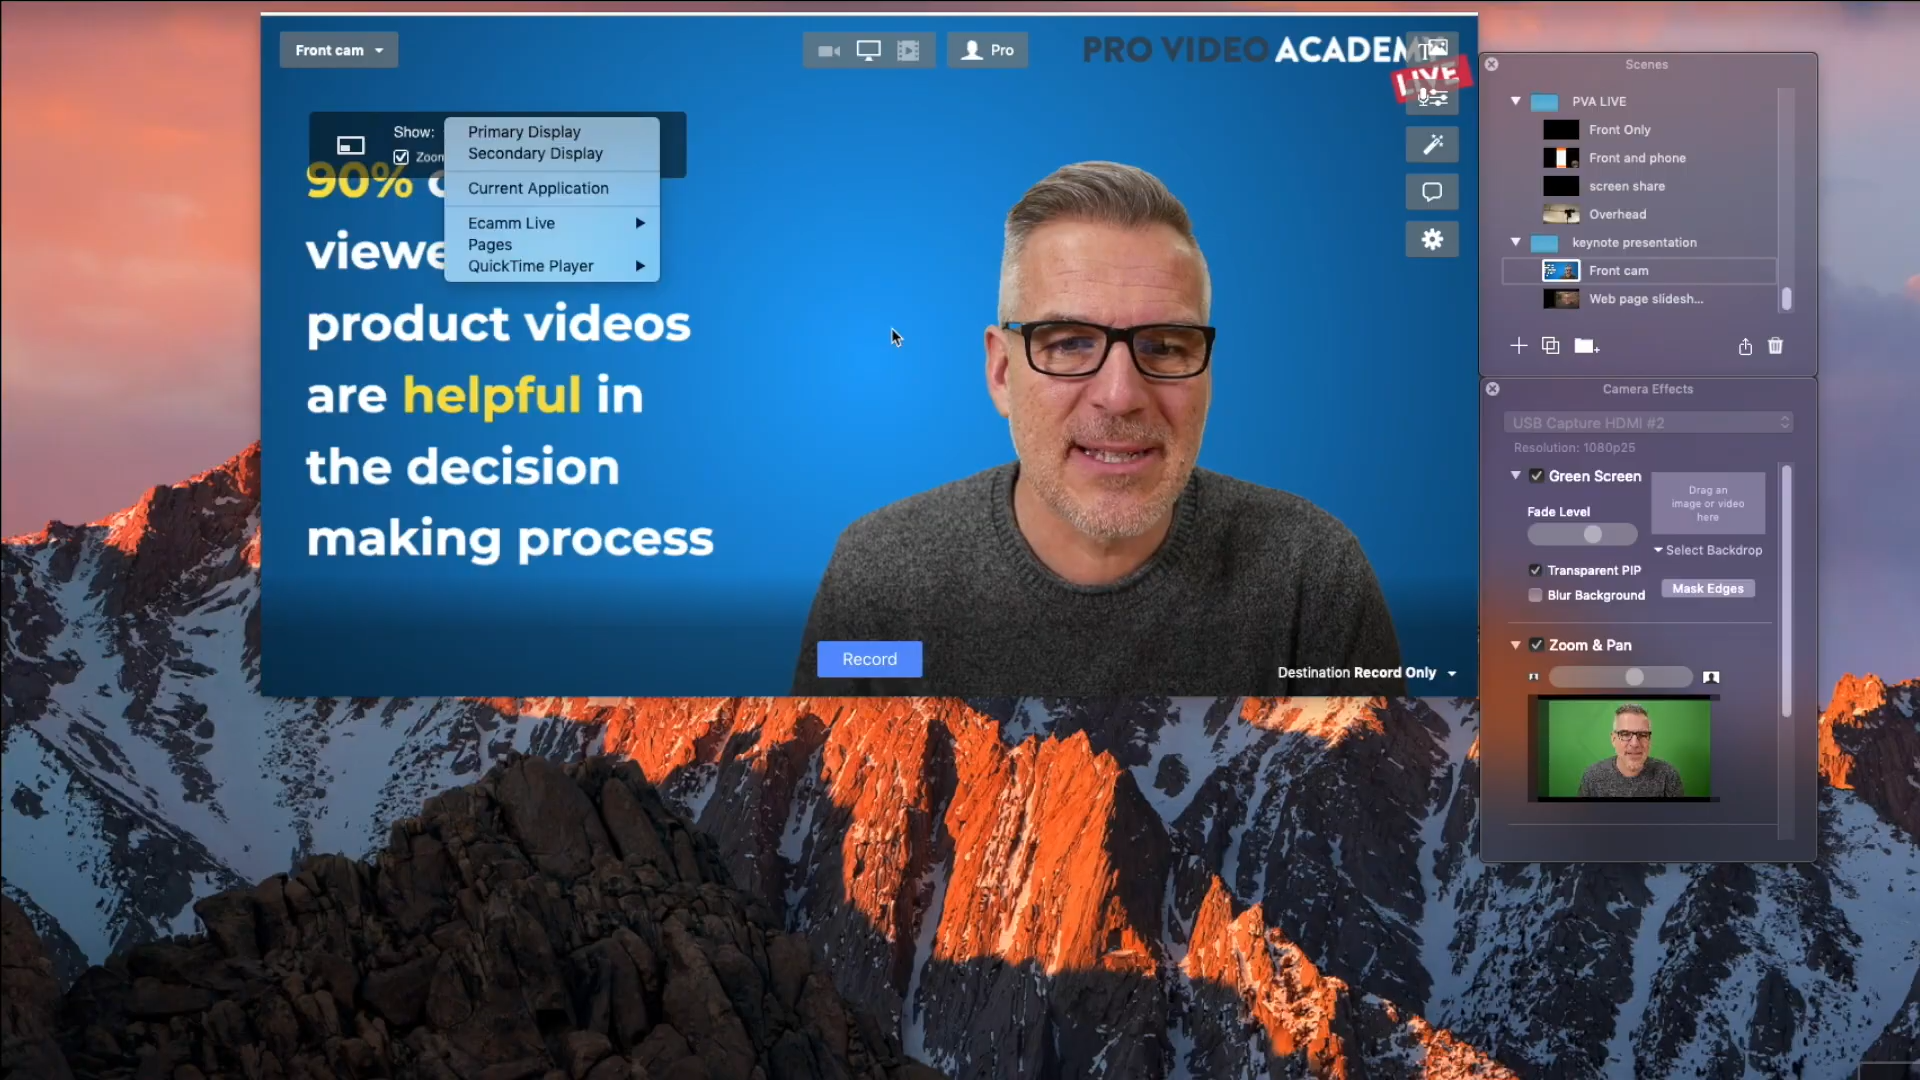 Front cam
Pro
PRO VIDEO ACADEMY
LIVE
Show:
Zoom
Primary Display
Secondary Display
Current Application
Ecamm Live
Pages
QuickTime Player
90%
viewe
product videos
are helpful in
the decision
making process
Record
Destination Record Only
Scenes
PVA LIVE
Front Only
Front and phone
screen share
Overhead
keynote presentation
Front cam
Web page slidesh...
Camera Effects
USB Capture HDMI #2
Resolution: 1080p25
Green Screen
Drag an
image or video
here
Fade Level
Select Backdrop
Transparent PIP
Mask Edges
Blur Background
Zoom & Pan